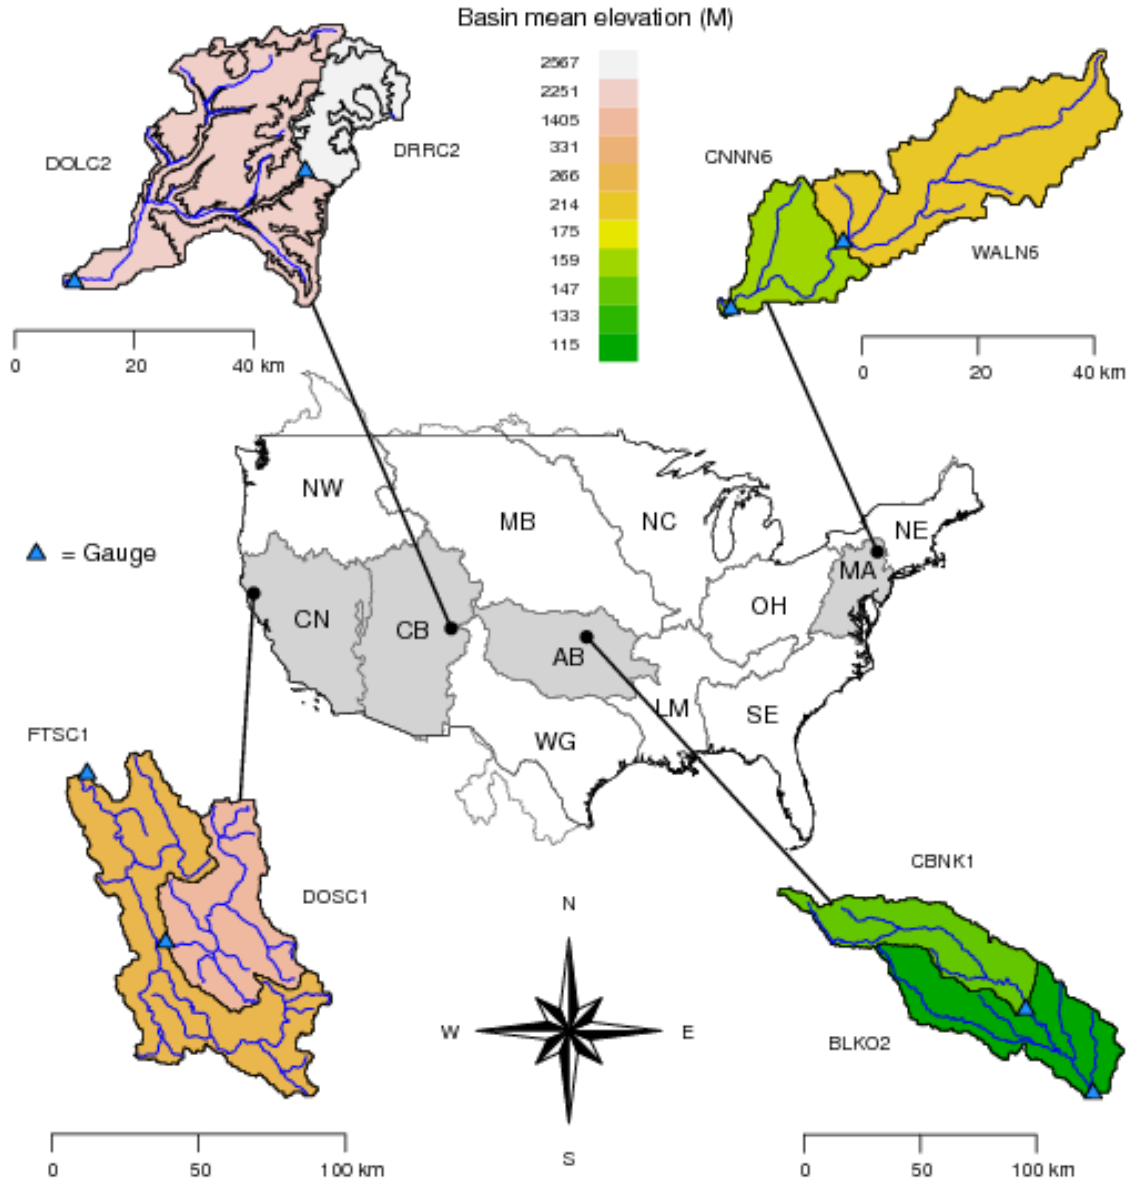 Basin mean elevation (M)
2567
2251
1405
331
266
214
175
159
147
133
115
DOLC2
DRRC2
0 20 40 km
CNNN6
WALN6
0 20 40 km
NW
MB
NC
NE
MA
OH
CN
CB
AB
LM
SE
WG
= Gauge
FTSC1
DOSC1
0 50 100 km
N
W E
S
CBNK1
BLKO2
0 50 100 km